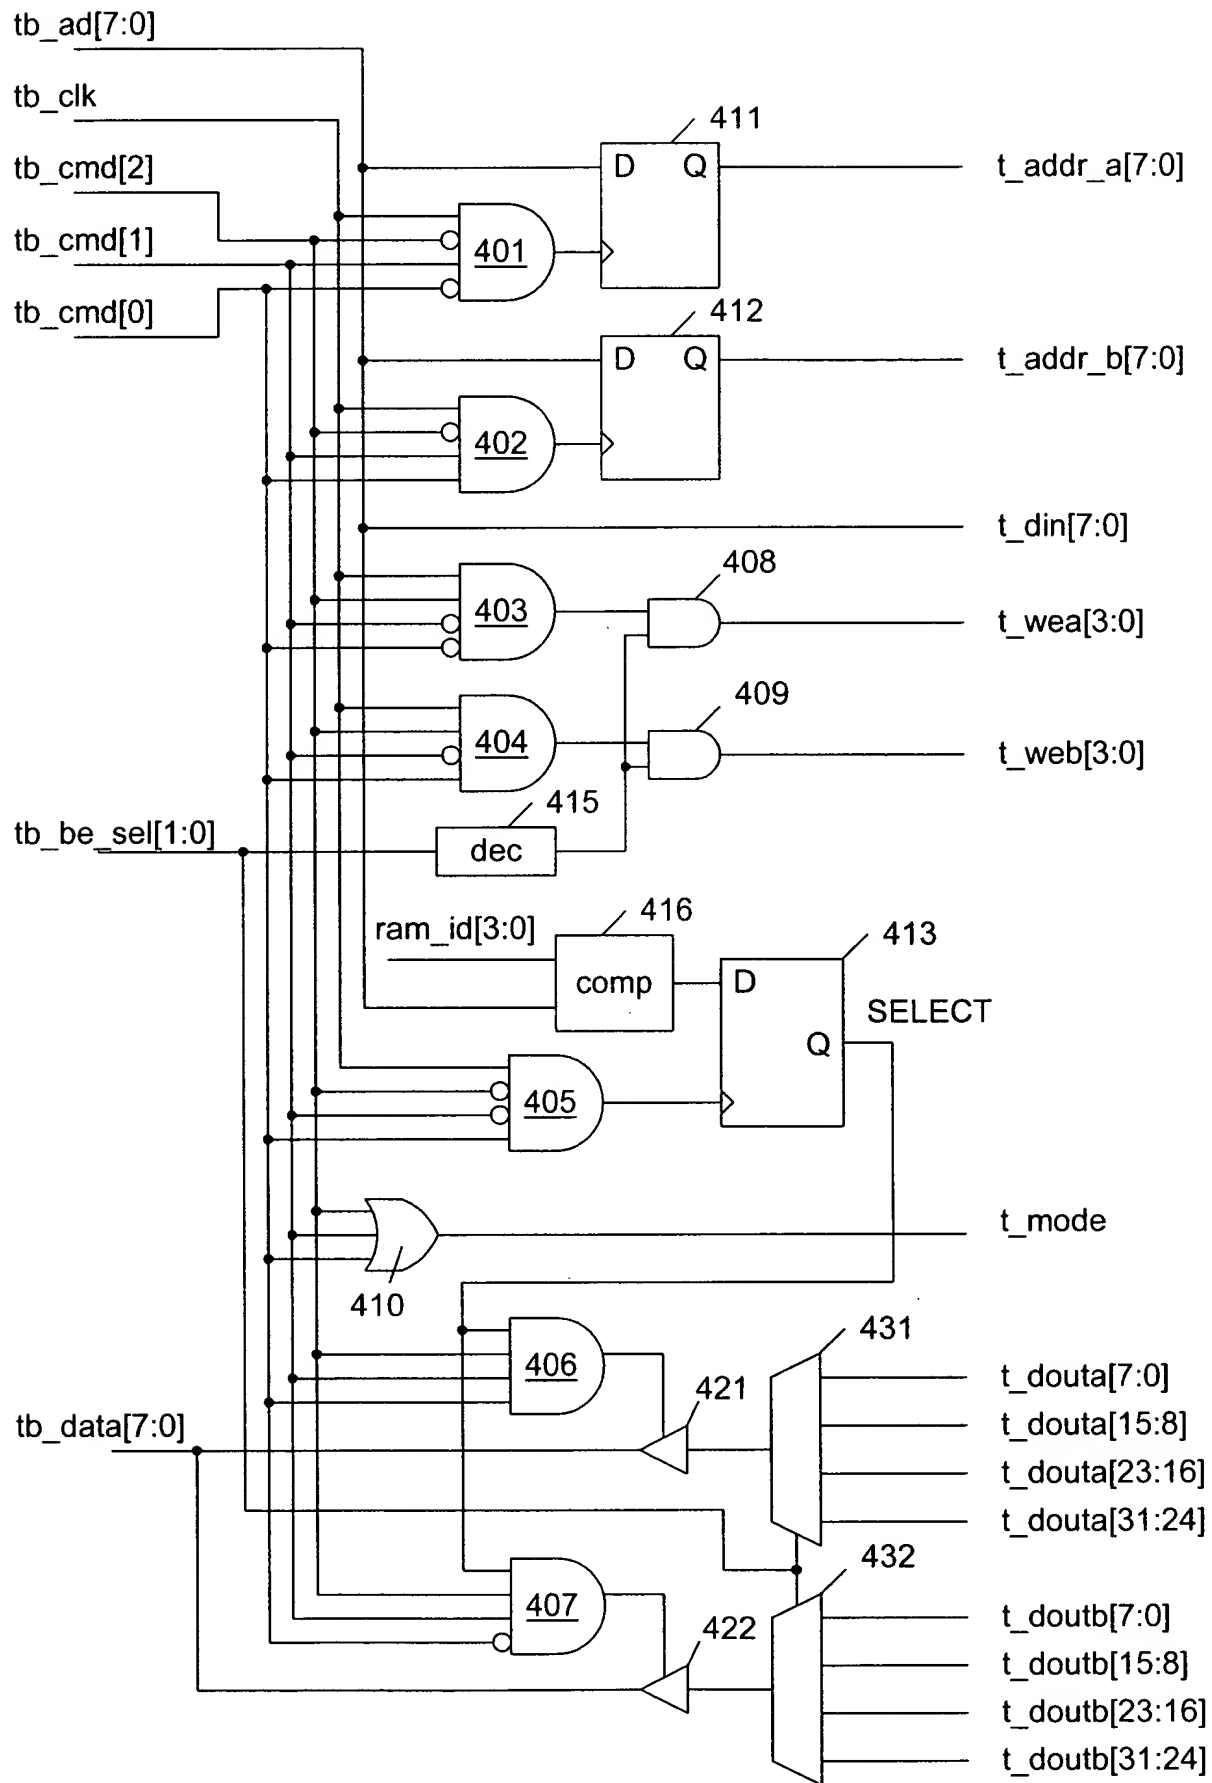 tb_ad[7:0]
tb_clk
411
tb_cmd[2]
D Q
t_addr_a[7:0]
tb_cmd[1]
401
tb_cmd[0]
412
D Q
t_addr_b[7:0]
402
t_din[7:0]
408
403
t_wea[3:0]
409
404
t_web[3:0]
415
tb_be_sel[1:0]
dec
416
ram_id[3:0]
413
comp
D
SELECT
Q
405
t_mode
410
431
406
t_douta[7:0]
421
tb_data[7:0]
t_douta[15:8]
t_douta[23:16]
t_douta[31:24]
432
407
t_doutb[7:0]
422
t_doutb[15:8]
t_doutb[23:16]
t_doutb[31:24]